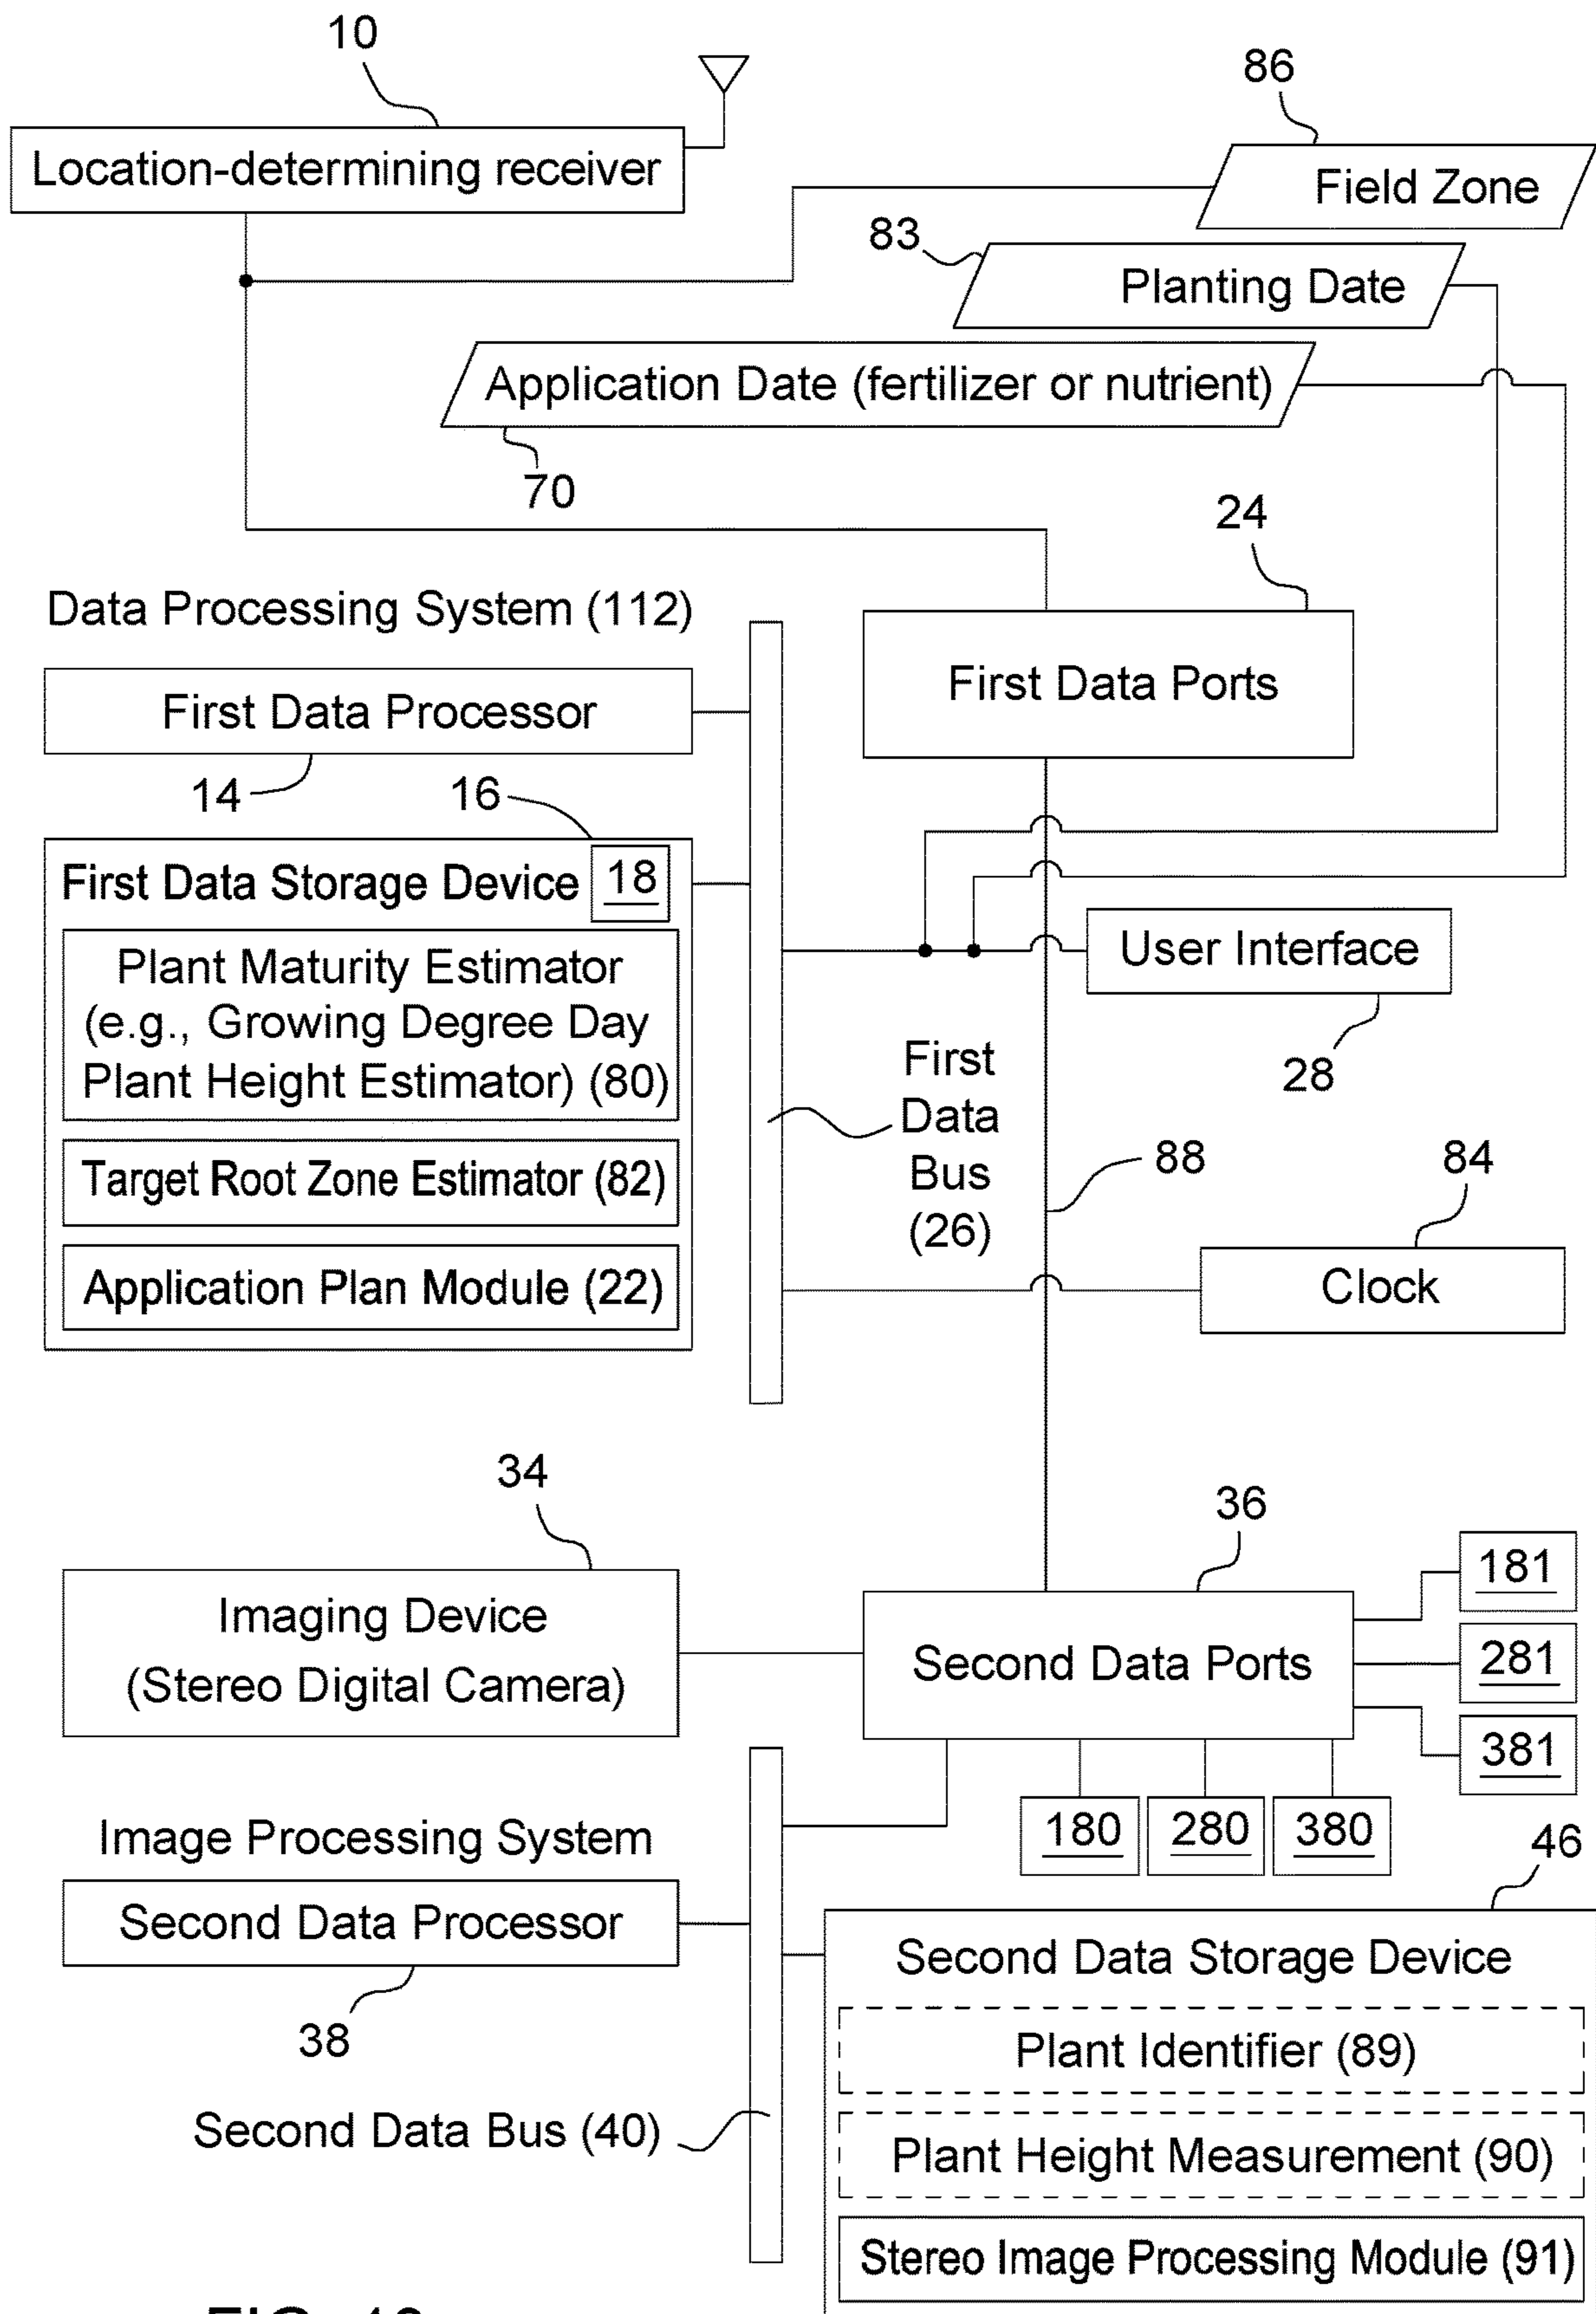 10
86
Location-determining receiver
Field Zone
83
Planting Date
Application Date (fertilizer or nutrient)
70
24
Data Processing System (112)
First Data Ports
First Data Processor
14
16
First Data Storage Device 18
Plant Maturity Estimator
(e.g., Growing Degree Day
Plant Height Estimator) (80)
Target Root Zone Estimator (82)
Application Plan Module (22)
User Interface
28
First
Data
Bus
(26)
88
84
Clock
34
36
Imaging Device
(Stereo Digital Camera)
Second Data Ports
181
281
381
180 280 380
46
Image Processing System
Second Data Processor
38
Second Data Bus (40)
Second Data Storage Device
Plant Identifier (89)
Plant Height Measurement (90)
Stereo Image Processing Module (91)